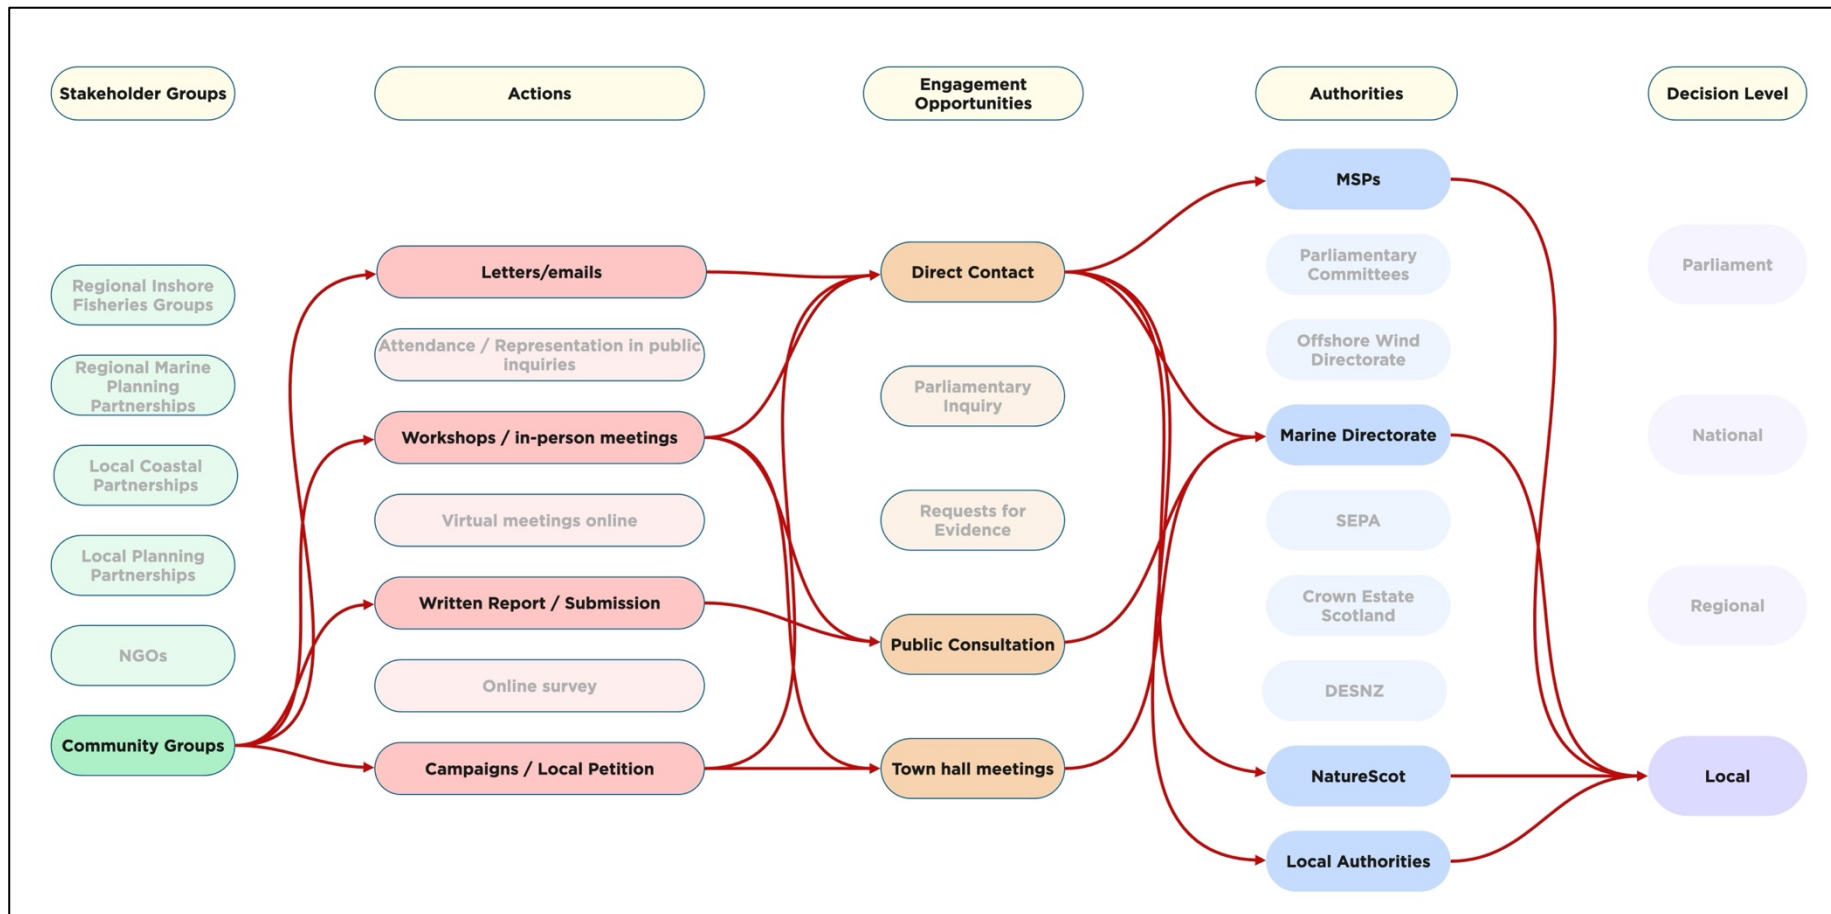 Stakeholder Groups
Actions
Engagement
Opportunities
Authorities
Decision Level
Regional Inshore
Fisheries Groups
Regional Marine
Planning
Partnerships
Local Coastal
Partnerships
Local Planning
Partnerships
NGOs
Community Groups
Letters/emails
Attendance / Representation in public
inquiries
Workshops / in-person meetings
Virtual meetings online
Written Report / Submission
Online survey
Campaigns / Local Petition
Direct Contact
Parliamentary
Inquiry
Requests for
Evidence
Public Consultation
Town hall meetings
MSPs
Parliamentary
Committees
Offshore Wind
Directorate
Marine Directorate
SEPA
Crown Estate
Scotland
DESNZ
NatureScot
Local Authorities
Parliament
National
Regional
Local